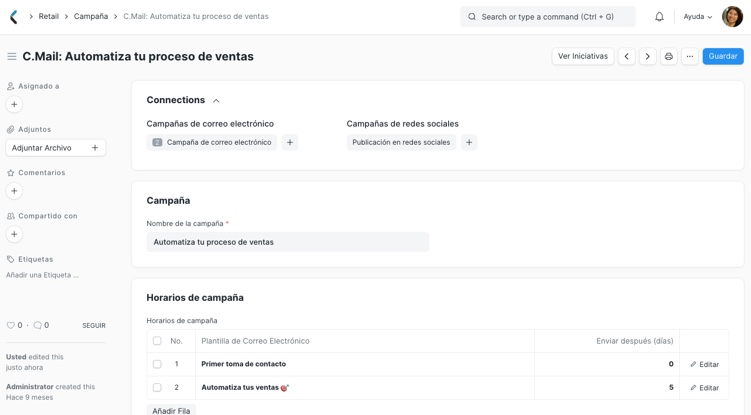 Retail > Campaña > C.Mail: Automatiza tu proceso de ventas
Search or type a command (Ctrl + G)
Ayuda
C.Mail: Automatiza tu proceso de ventas
Ver Iniciativas
Guardar
Asignado a
Adjuntos
Adjuntar Archivo
Comentarios
Compartido con
Etiquetas
Añadir una Etiqueta ...
0 · 0 SEGUIR
Usted edited this
justo ahora
Administrator created this
Hace 9 meses
Connections
Campañas de correo electrónico
2 Campaña de correo electrónico
Campañas de redes sociales
Publicación en redes sociales
Campaña
Nombre de la campaña *
Automatiza tu proceso de ventas
Horarios de campaña
Horarios de campaña
No. Plantilla de Correo Electrónico Enviar después (días)
1 Primer toma de contacto 0 Editar
2 Automatiza tus ventas 🎯 5 Editar
Añadir Fila